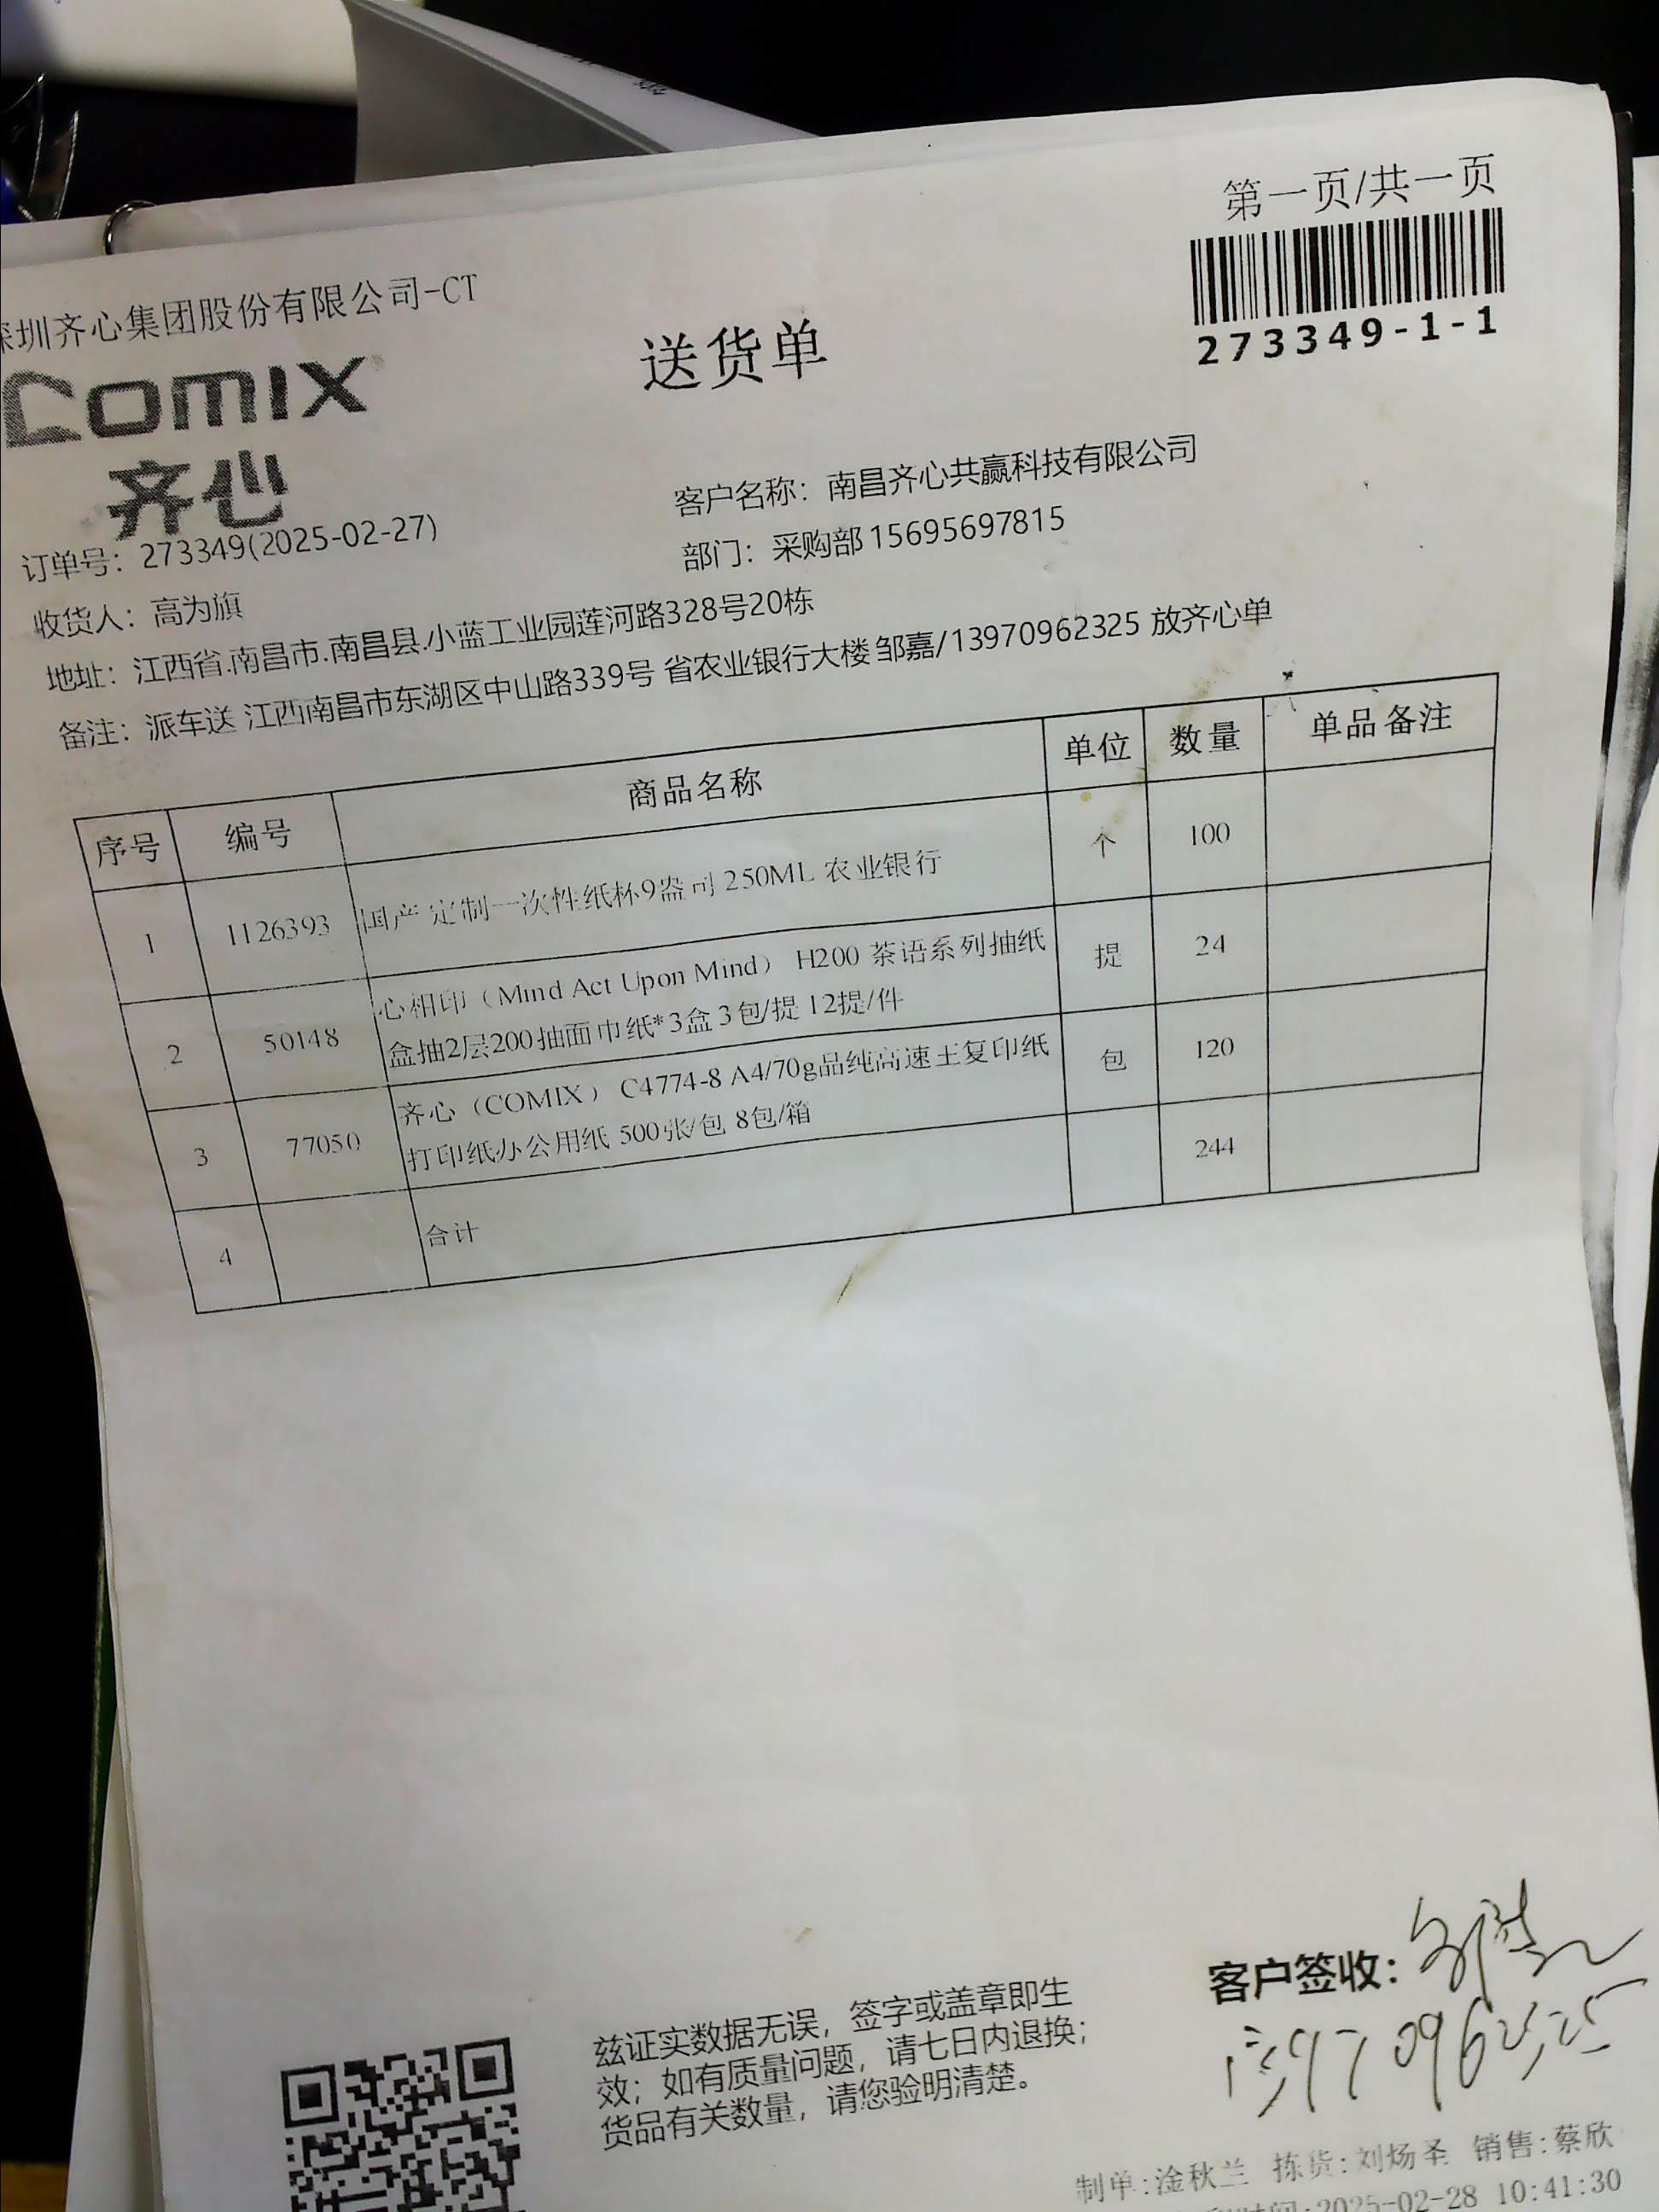 第一页/共一页
273349-1-1
深圳齐心集团股份有限公司-CT
COMIX
齐心
送货单
订单号：273349(2025-02-27)
客户名称：南昌齐心共赢科技有限公司
收货人：高为旗
部门：采购部 15695697815
地址：江西省.南昌市.南昌县.小蓝工业园莲河路328号20栋
备注：派车送 江西南昌市东湖区中山路339号 省农业银行大楼 邹嘉/13970962325 放齐心单
序号 编号 商品名称 单位 数量 单品备注
1 1126393 国产 定制一次性纸杯9盎司 250ML 农业银行 个 100
2 50148 心相印（Mind Act Upon Mind） H200 茶语系列抽纸 提 24
盒抽2层200抽面巾纸*3盒 3包/提 12提/件
3 77050 齐心（COMIX） C4774-8 A4/70g品纯高速王复印纸 包 120
打印纸办公用纸 500张/包 8包/箱
4 合计 244
兹证实数据无误，签字或盖章即生
效；如有质量问题，请七日内退换；
货品有关数量，请您验明清楚。
客户签收：
13970962325
制单:淦秋兰 拣货:刘炀圣 销售:蔡欣
时间:2025-02-28 10:41:30